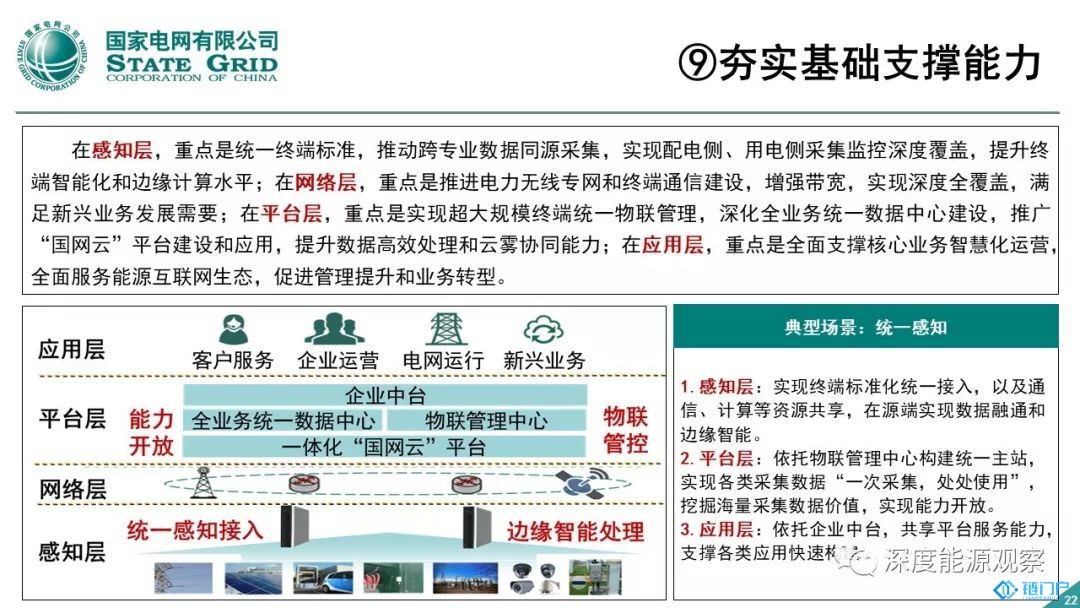 国家电网公司
STATE GRID
CORPORATION OF CHINA
国家电网有限公司
STATE GRID
CORPORATION OF CHINA
⑨夯实基础支撑能力
在感知层，重点是统一终端标准，推动跨专业数据同源采集，实现配电侧、用电侧采集监控深度覆盖，提升终
端智能化和边缘计算水平；在网络层，重点是推进电力无线专网和终端通信建设，增强带宽，实现深度全覆盖，满
足新兴业务发展需要；在平台层，重点是实现超大规模终端统一物联管理，深化全业务统一数据中心建设，推广
“国网云”平台建设和应用，提升数据高效处理和云雾协同能力；在应用层，重点是全面支撑核心业务智慧化运营，
全面服务能源互联网生态，促进管理提升和业务转型。
应用层
客户服务 企业运营 电网运行 新兴业务
平台层
能力
开放
企业中台
全业务统一数据中心 物联管理中心
一体化“国网云”平台
物联
管控
网络层
感知层
统一感知接入 边缘智能处理
典型场景：统一感知
1. 感知层：实现终端标准化统一接入，以及通
信、计算等资源共享，在源端实现数据融通和
边缘智能。
2. 平台层：依托物联管理中心构建统一主站，
实现各类采集数据“一次采集，处处使用”，
挖掘海量采集数据价值，实现能力开放。
3. 应用层：依托企业中台，共享平台服务能力，
支撑各类应用快速构
深度能源观察
链门户
22